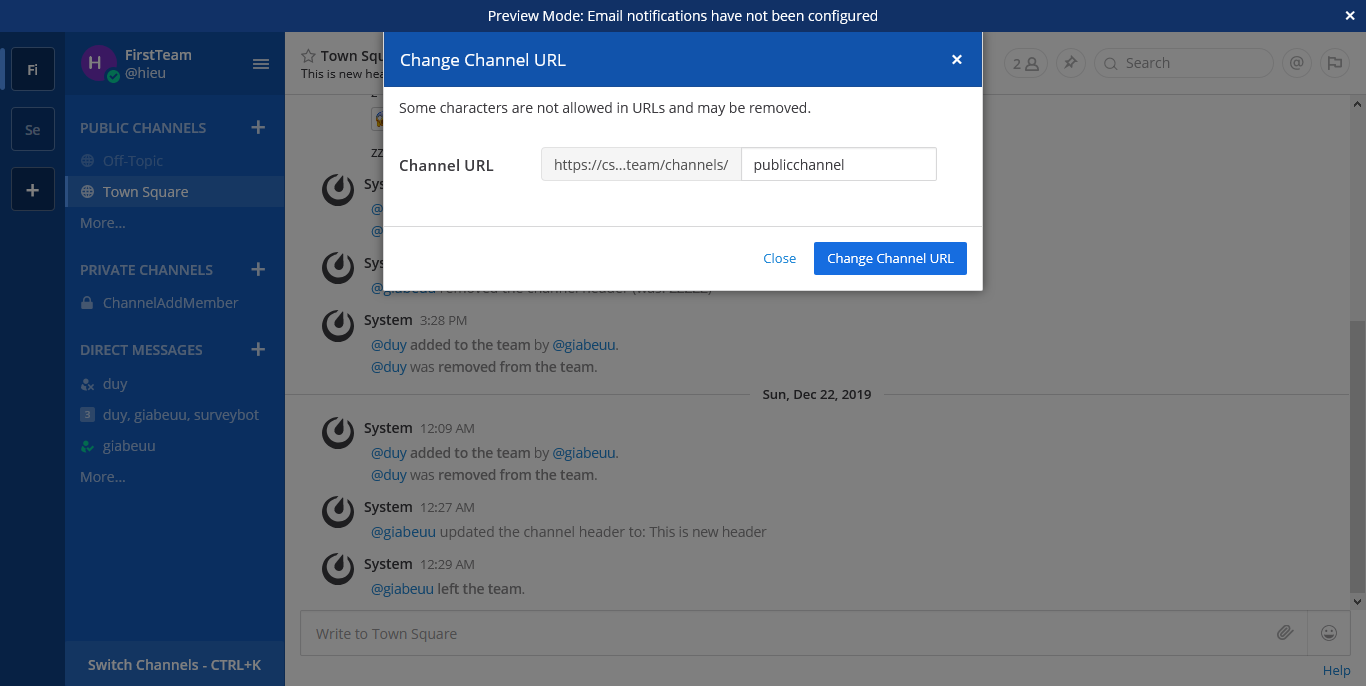 Preview Mode: Email notifications have not been configured ×
Fi
Se
+
H
FirstTeam
@hieu
PUBLIC CHANNELS +
Off-Topic
Town Square
More...
PRIVATE CHANNELS +
ChannelAddMember
DIRECT MESSAGES +
duy
3 duy, giabeuu, surveybot
giabeuu
More...
Switch Channels - CTRL+K
Town Squ
This is new hea
2
Search
@
Change Channel URL ×
Some characters are not allowed in URLs and may be removed.
Channel URL https://cs...team/channels/ publicchannel
Close Change Channel URL
zz
Sys
@
@
Sys
@giabeuu removed the channel header (was: zzzzz)
System 3:28 PM
@duy added to the team by @giabeuu.
@duy was removed from the team.
Sun, Dec 22, 2019
System 12:09 AM
@duy added to the team by @giabeuu.
@duy was removed from the team.
System 12:27 AM
@giabeuu updated the channel header to: This is new header
System 12:29 AM
@giabeuu left the team.
Write to Town Square
Help